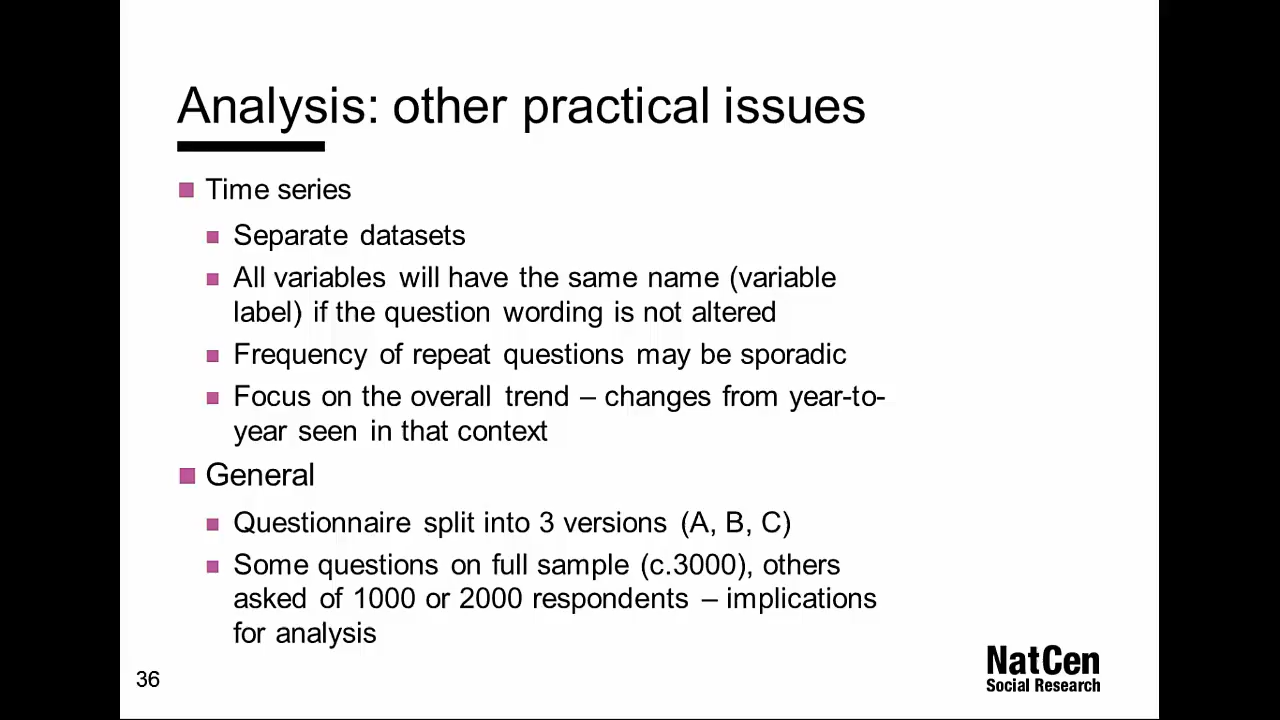 Analysis: other practical issues
Time series
Separate datasets
All variables will have the same name (variable
label) if the question wording is not altered
Frequency of repeat questions may be sporadic
Focus on the overall trend – changes from year-to-
year seen in that context
General
Questionnaire split into 3 versions (A, B, C)
Some questions on full sample (c.3000), others
asked of 1000 or 2000 respondents – implications
for analysis
36
NatCen
Social Research